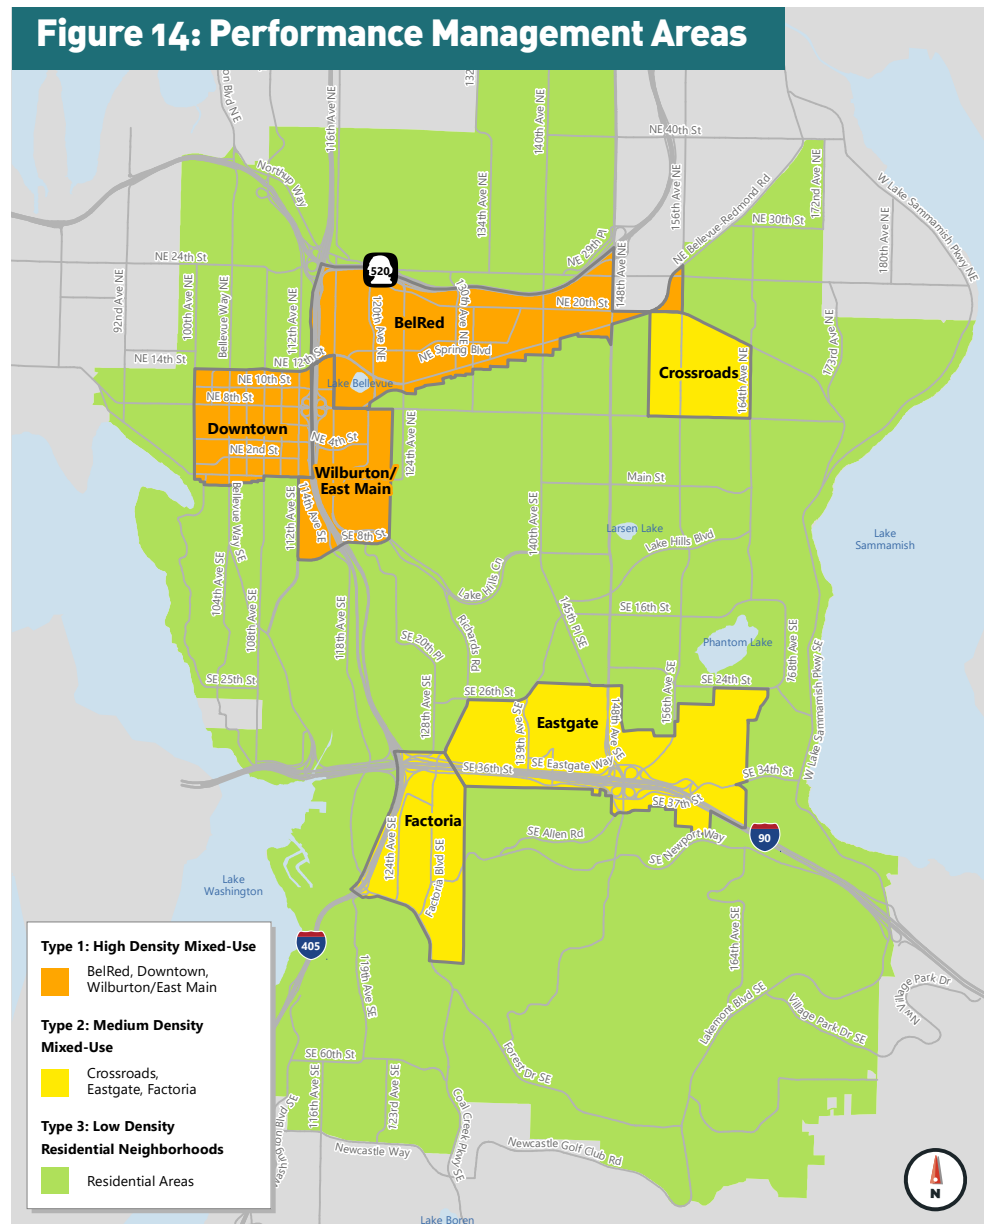 Figure 14: Performance Management Areas
on Blvd NE
116th Ave NE
132
140th Ave NE
NE 40th St
Northup Way
134th Ave NE
156th Ave NE
NE Bellevue-Redmond Rd
172nd Ave NE
W Lake Sammamish Pkwy NE
NE 30th St
180th Ave NE
NE 24th St
NE 29th Pl
148th Ave NE
520
92nd Ave NE
100th Ave NE
Bellevue Way NE
112th Ave NE
120th Ave NE
130th Ave NE
NE 20th St
BelRed
NE Spring Blvd
173rd Ave NE
NE 14th St
NE 12th St
Crossroads
164th Ave NE
NE 10th St
Lake Bellevue
NE 8th St
Downtown
NE 4th St
124th Ave NE
NE 2nd St
Wilburton/
East Main
Main St
Bellevue Way SE
112th Ave SE
114th Ave SE
SE 8th St
140th Ave SE
Larsen Lake
Lake Hills Blvd
Lake
Sammamish
104th Ave SE
108th Ave SE
118th Ave SE
Lake Hills Cn
145th Pl SE
SE 16th St
Richards Rd
SE 20th Pl
Phantom Lake
168th Ave SE
W Lake Sammamish Pkwy SE
SE 25th St
128th Ave SE
SE 26th St
156th Ave SE
SE 24th St
139th Ave SE
Eastgate
148th Ave SE
SE 36th St
SE Eastgate Way
SE 34th St
SE 37th St
Factoria
124th Ave SE
Factoria Blvd SE
SE Allen Rd
SE Newport Way
90
Lake
Washington
405
164th Ave SE
119th Ave SE
Lakemont Blvd SE
Village Park Dr SE
NW Village Park Dr
Type 1: High Density Mixed-Use
BelRed, Downtown,
Wilburton/East Main
Type 2: Medium Density
Mixed-Use
Crossroads,
Eastgate, Factoria
Type 3: Low Density
Residential Neighborhoods
Residential Areas
SE 60th St
116th Ave SE
123rd Ave SE
Forest Dr SE
Coal Creek Pkwy SE
Newcastle Way
Newcastle Golf Club Rd
Lake Boren
N